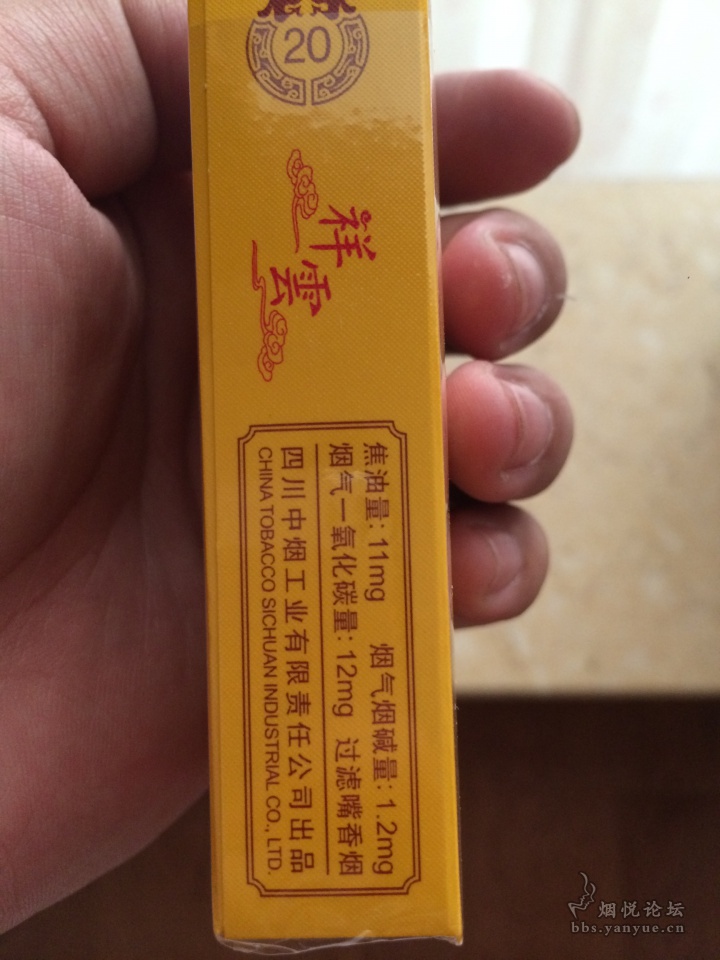 20
祥雲
焦油量: 11mg 烟气烟碱量: 1.2mg
烟气一氧化碳量: 12mg 过滤嘴香烟
四川中烟工业有限责任公司出品
CHINA TOBACCO SICHUAN INDUSTRIAL CO., LTD.
烟悦论坛
bbs.yanyue.cn